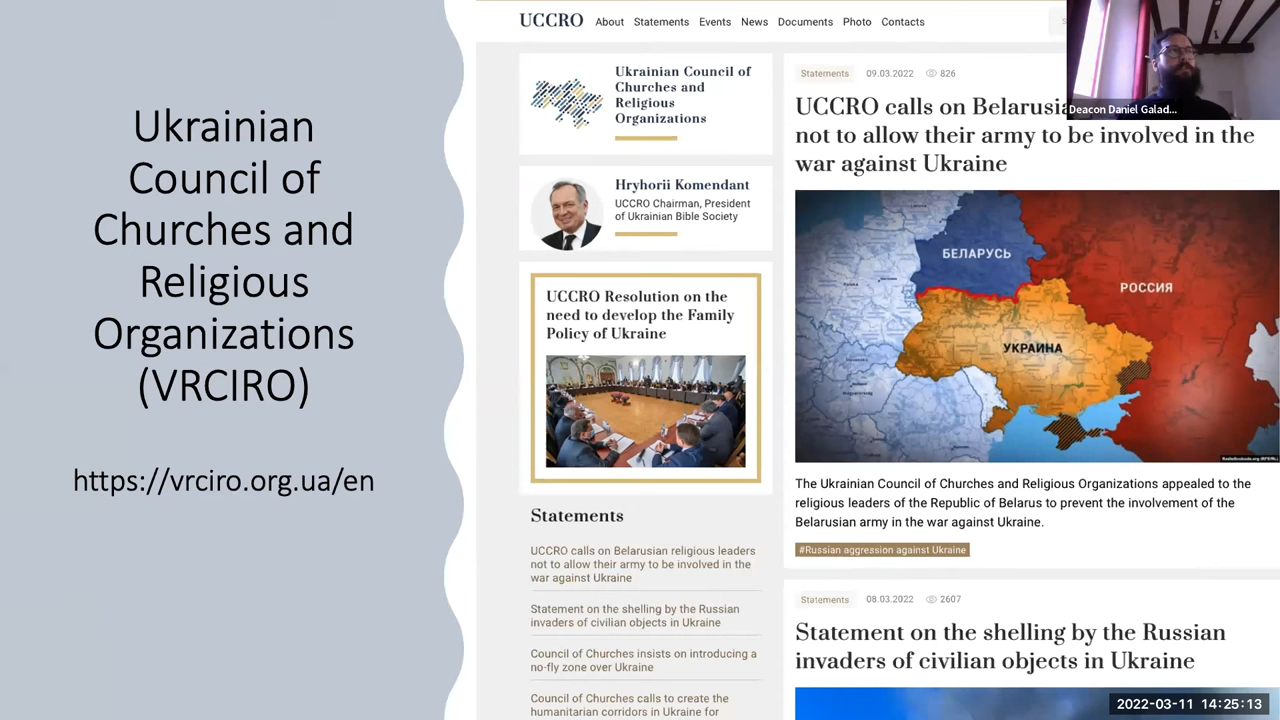 Ukrainian
Council of
Churches and
Religious
Organizations
(VRCIRO)
https://vrciro.org.ua/en
UCCRO
About
Statements
Events
News
Documents
Photo
Contacts
Ukrainian Council of
Churches and
Religious
Organizations
Hryhorii Komendant
UCCRO Chairman, President
of Ukrainian Bible Society
UCCRO Resolution on the
need to develop the Family
Policy of Ukraine
Statements
UCCRO calls on Belarusian religious leaders
not to allow their army to be involved in the
war against Ukraine
Statement on the shelling by the Russian
invaders of civilian objects in Ukraine
Council of Churches insists on introducing a
no-fly zone over Ukraine
Council of Churches calls to create the
humanitarian corridors in Ukraine for
Statements 09.03.2022 826
UCCRO calls on Belarusia
not to allow their army to be involved in the
war against Ukraine
БЕЛАРУСЬ
РОССИЯ
УКРАИНА
Radiosvoboda.org (RFE/RL)
The Ukrainian Council of Churches and Religious Organizations appealed to the
religious leaders of the Republic of Belarus to prevent the involvement of the
Belarusian army in the war against Ukraine.
#Russian aggression against Ukraine
Statements 08.03.2022 2607
Statement on the shelling by the Russian
invaders of civilian objects in Ukraine
Deacon Daniel Galad...
2022-03-11 14:25:13